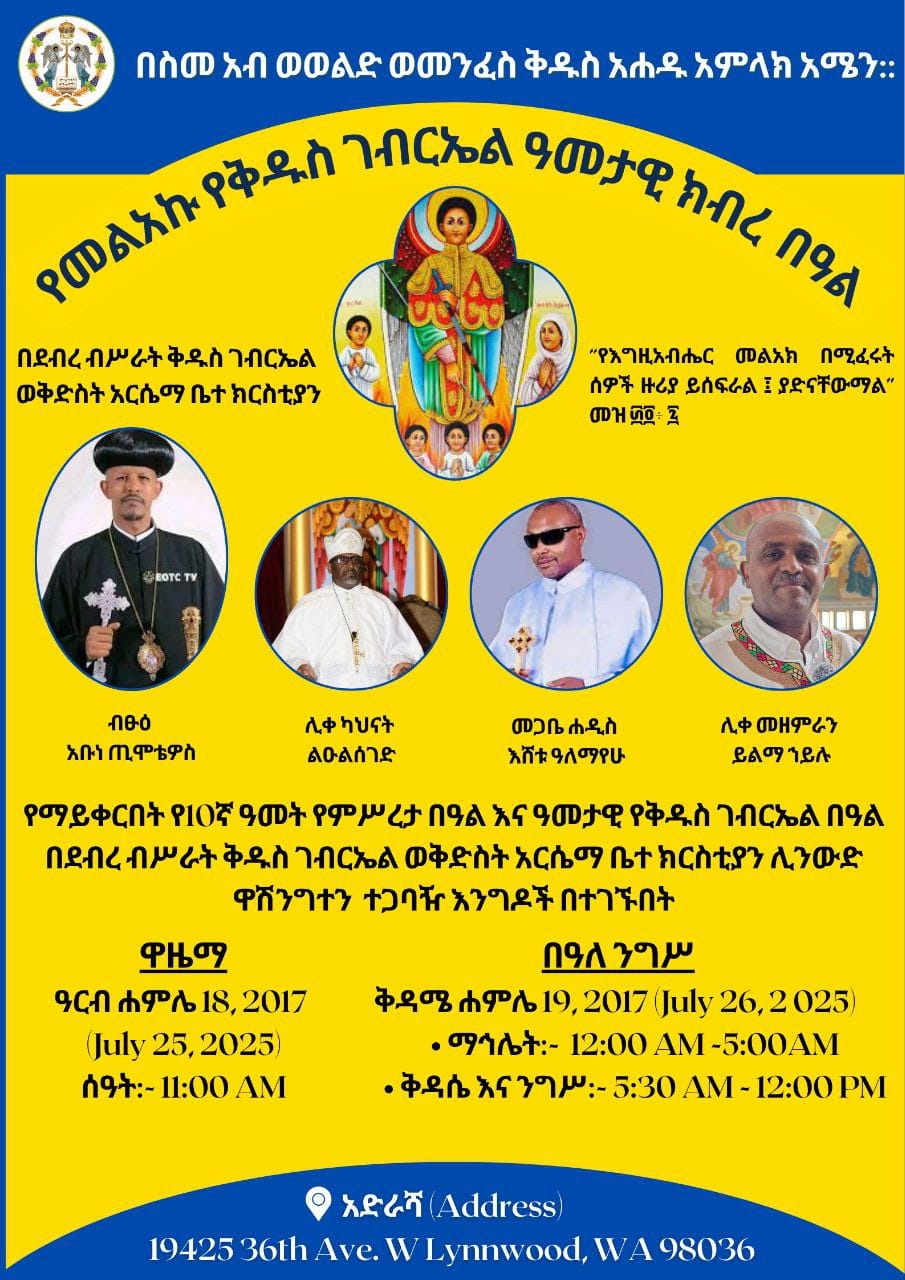 በስመ አብ ወወልድ ወመንፈስ ቅዱስ አሐዱ አምላክ አሜን::
የመልአኩ የቅዱስ ገብርኤል ዓመታዊ ክብረ በዓል
በደብረ ብሥራት ቅዱስ ገብርኤል
ወቅድስት አርሴማ ቤተ ክርስቲያን
“የእግዚአብሔር መልአክ በሚፈሩት
ሰዎች ዙሪያ ይሰፍራል ፤ ያድናቸውማል”
መዝ ፴፬÷ ፯
EOTC TV
ብፁዕ
አቡነ ጢሞቴዎስ
ሊቀ ካህናት
ልዑልሰገድ
መጋቤ ሐዲስ
እሸቱ ዓለማየሁ
ሊቀ መዘምራን
ይልማ ኀይሉ
የማይቀርበት የ10ኛ ዓመት የምሥረታ በዓል እና ዓመታዊ የቅዱስ ገብርኤል በዓል
በደብረ ብሥራት ቅዱስ ገብርኤል ወቅድስት አርሴማ ቤተ ክርስቲያን ሊንውድ
ዋሽንግተን ተጋባዥ እንግዶች በተገኙበት
ዋዜማ
ዓርብ ሐምሌ 18, 2017
(July 25, 2025)
ሰዓት:- 11:00 AM
በዓለ ንግሥ
ቅዳሜ ሐምሌ 19, 2017 (July 26, 2 025)
• ማኅሌት:- 12:00 AM -5:00AM
• ቅዳሴ እና ንግሥ:- 5:30 AM - 12:00 PM
አድራሻ (Address)
19425 36th Ave. W Lynnwood, WA 98036